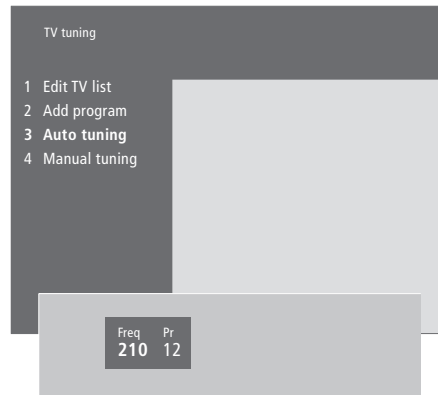 TV tuning
1 Edit TV list
2 Add program
3 Auto tuning
4 Manual tuning
Freq Pr
210 12